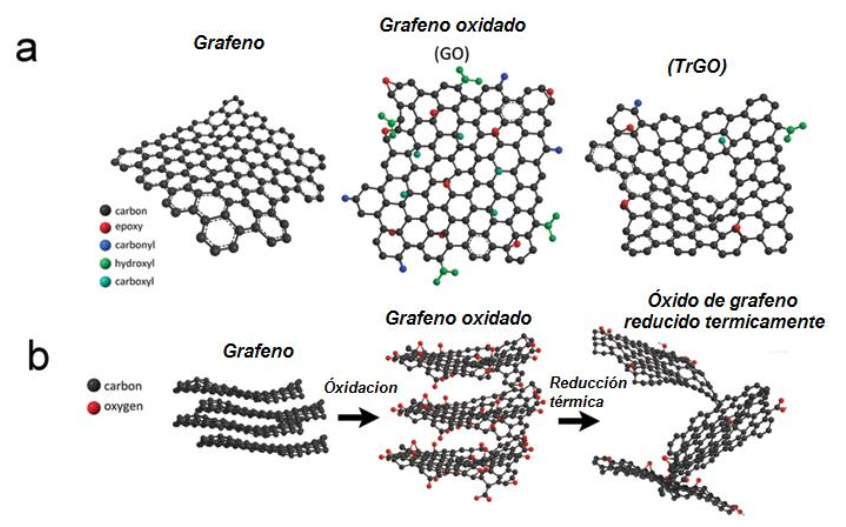 a
Grafeno
Grafeno oxidado
(GO)
(TrGO)
carbon
epoxy
carbonyl
hydroxyl
carboxyl
b
Grafeno
Grafeno oxidado
Óxido de grafeno
reducido termicamente
carbon
oxygen
Óxidacion
Reducción
térmica